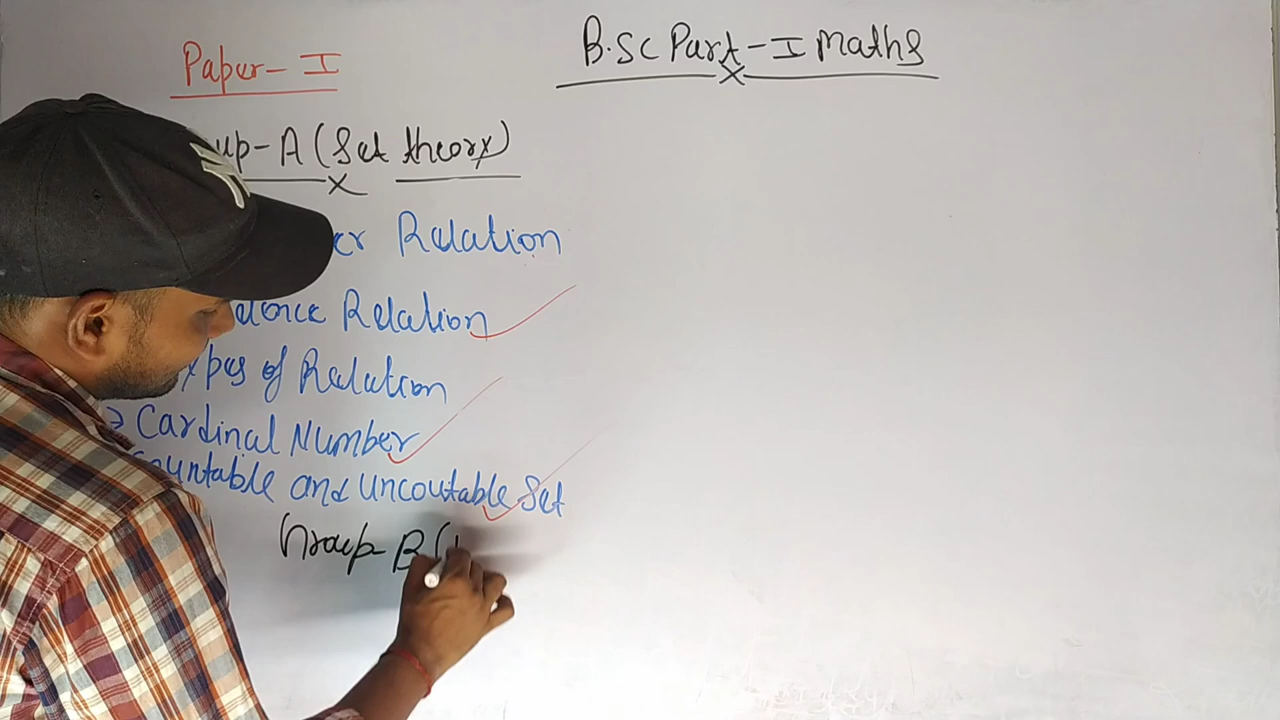 Paper-I
B.Sc Part-I Maths
up-A (Set theory)
er Relation
alence Relation
ypes of Relation
→ Cardinal Number
Countable and Uncoutable Set
Group-B (